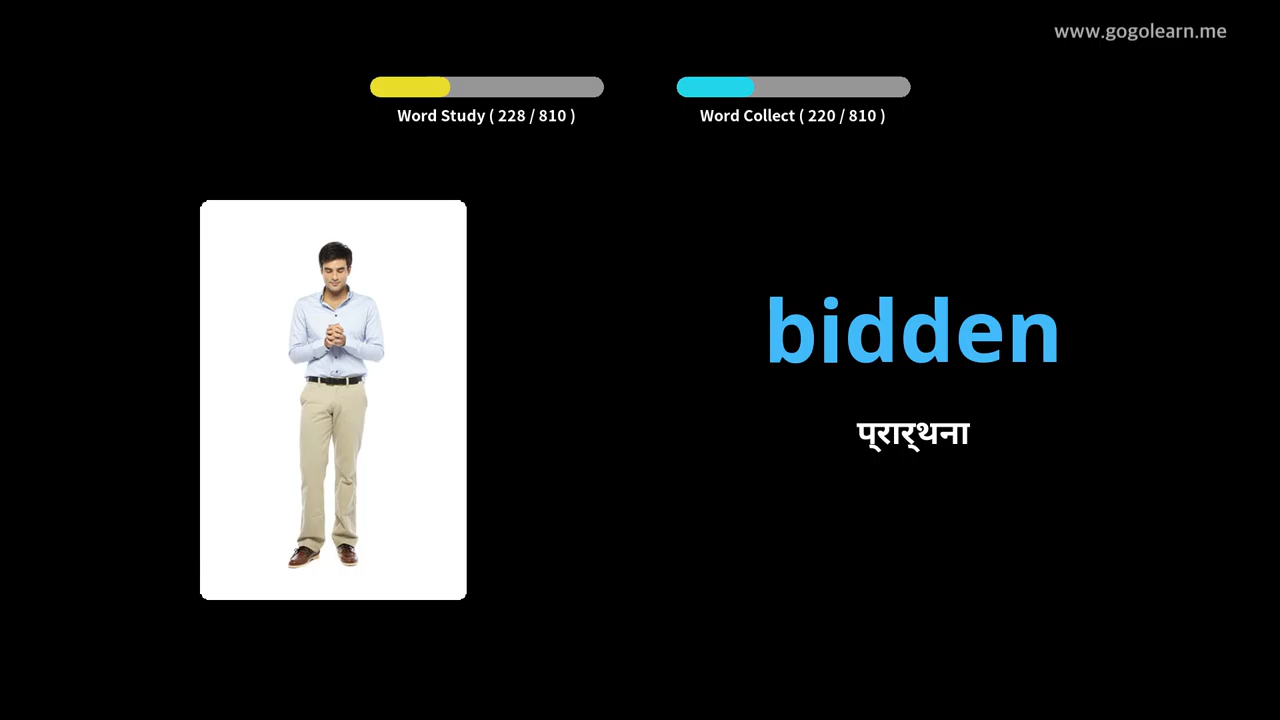 www.gogolearn.me
Word Study ( 228 / 810 )
Word Collect ( 220 / 810 )
bidden
प्रार्थना